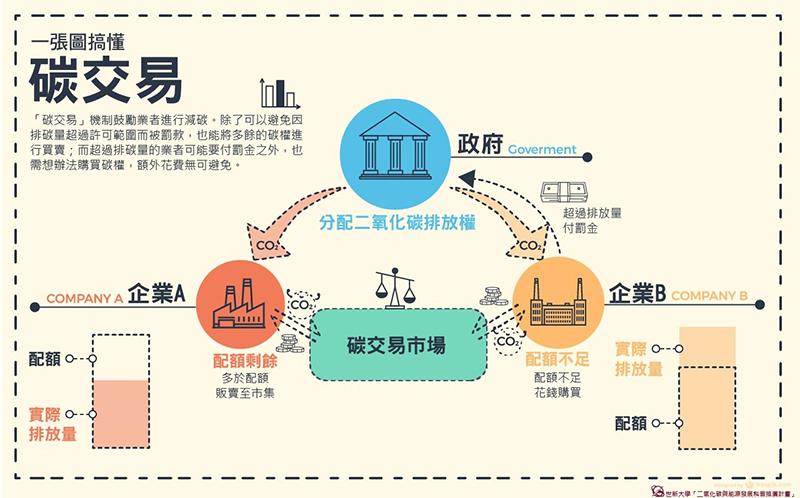 一張圖搞懂
碳交易
「碳交易」機制鼓勵業者進行減碳。除了可以避免因
排碳量超過許可範圍而被罰款，也能將多餘的碳權進
行買賣；而超過排碳量的業者可能要付罰金之外，也
需想辦法購買碳權，額外花費無可避免。
政府 Goverment
分配二氧化碳排放權
超過排放量
付罰金
CO₂
CO₂
COMPANY A 企業A
企業B COMPANY B
CO₂
碳交易市場
CO₂
配額剩餘
多於配額
販賣至市集
配額不足
配額不足
花錢購買
配額
實際
排放量
實際
排放量
配額
世新大學「二氧化碳與能源發展科普推廣計畫」